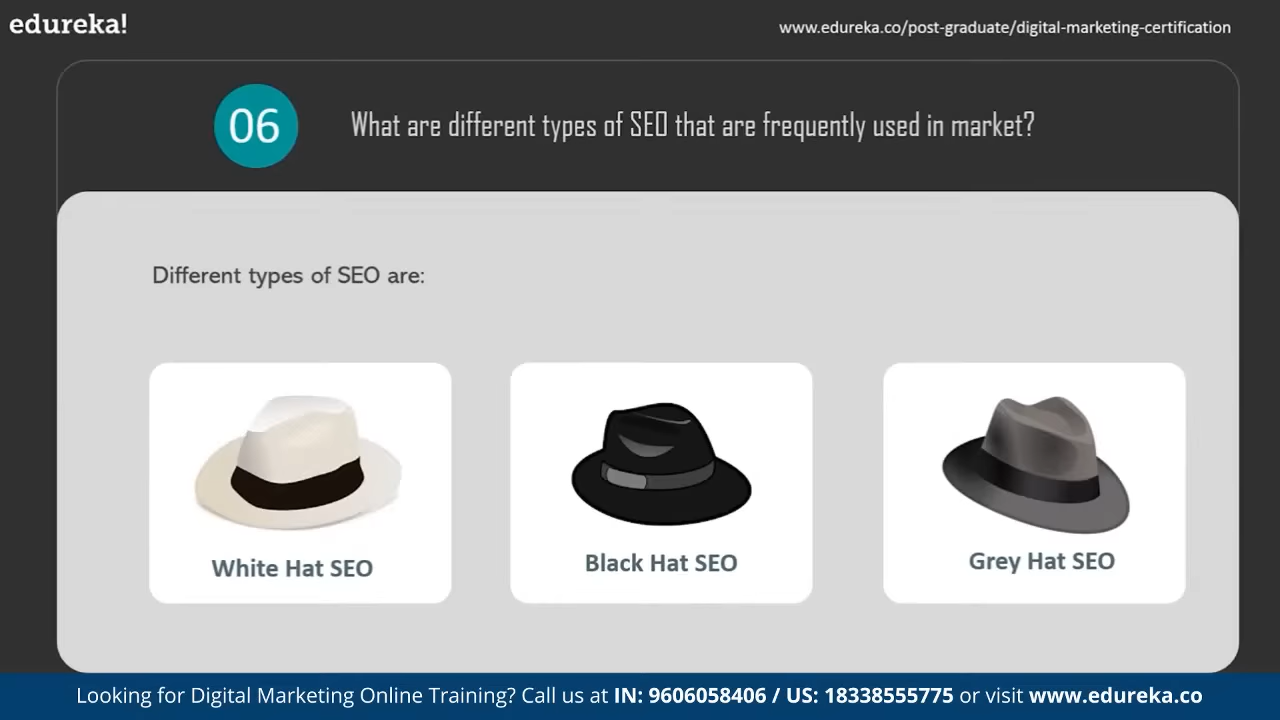 edureka!
www.edureka.co/post-graduate/digital-marketing-certification
06
What are different types of SEO that are frequently used in market?
Different types of SEO are:
White Hat SEO
Black Hat SEO
Grey Hat SEO
Looking for Digital Marketing Online Training? Call us at IN: 9606058406 / US: 18338555775 or visit www.edureka.co